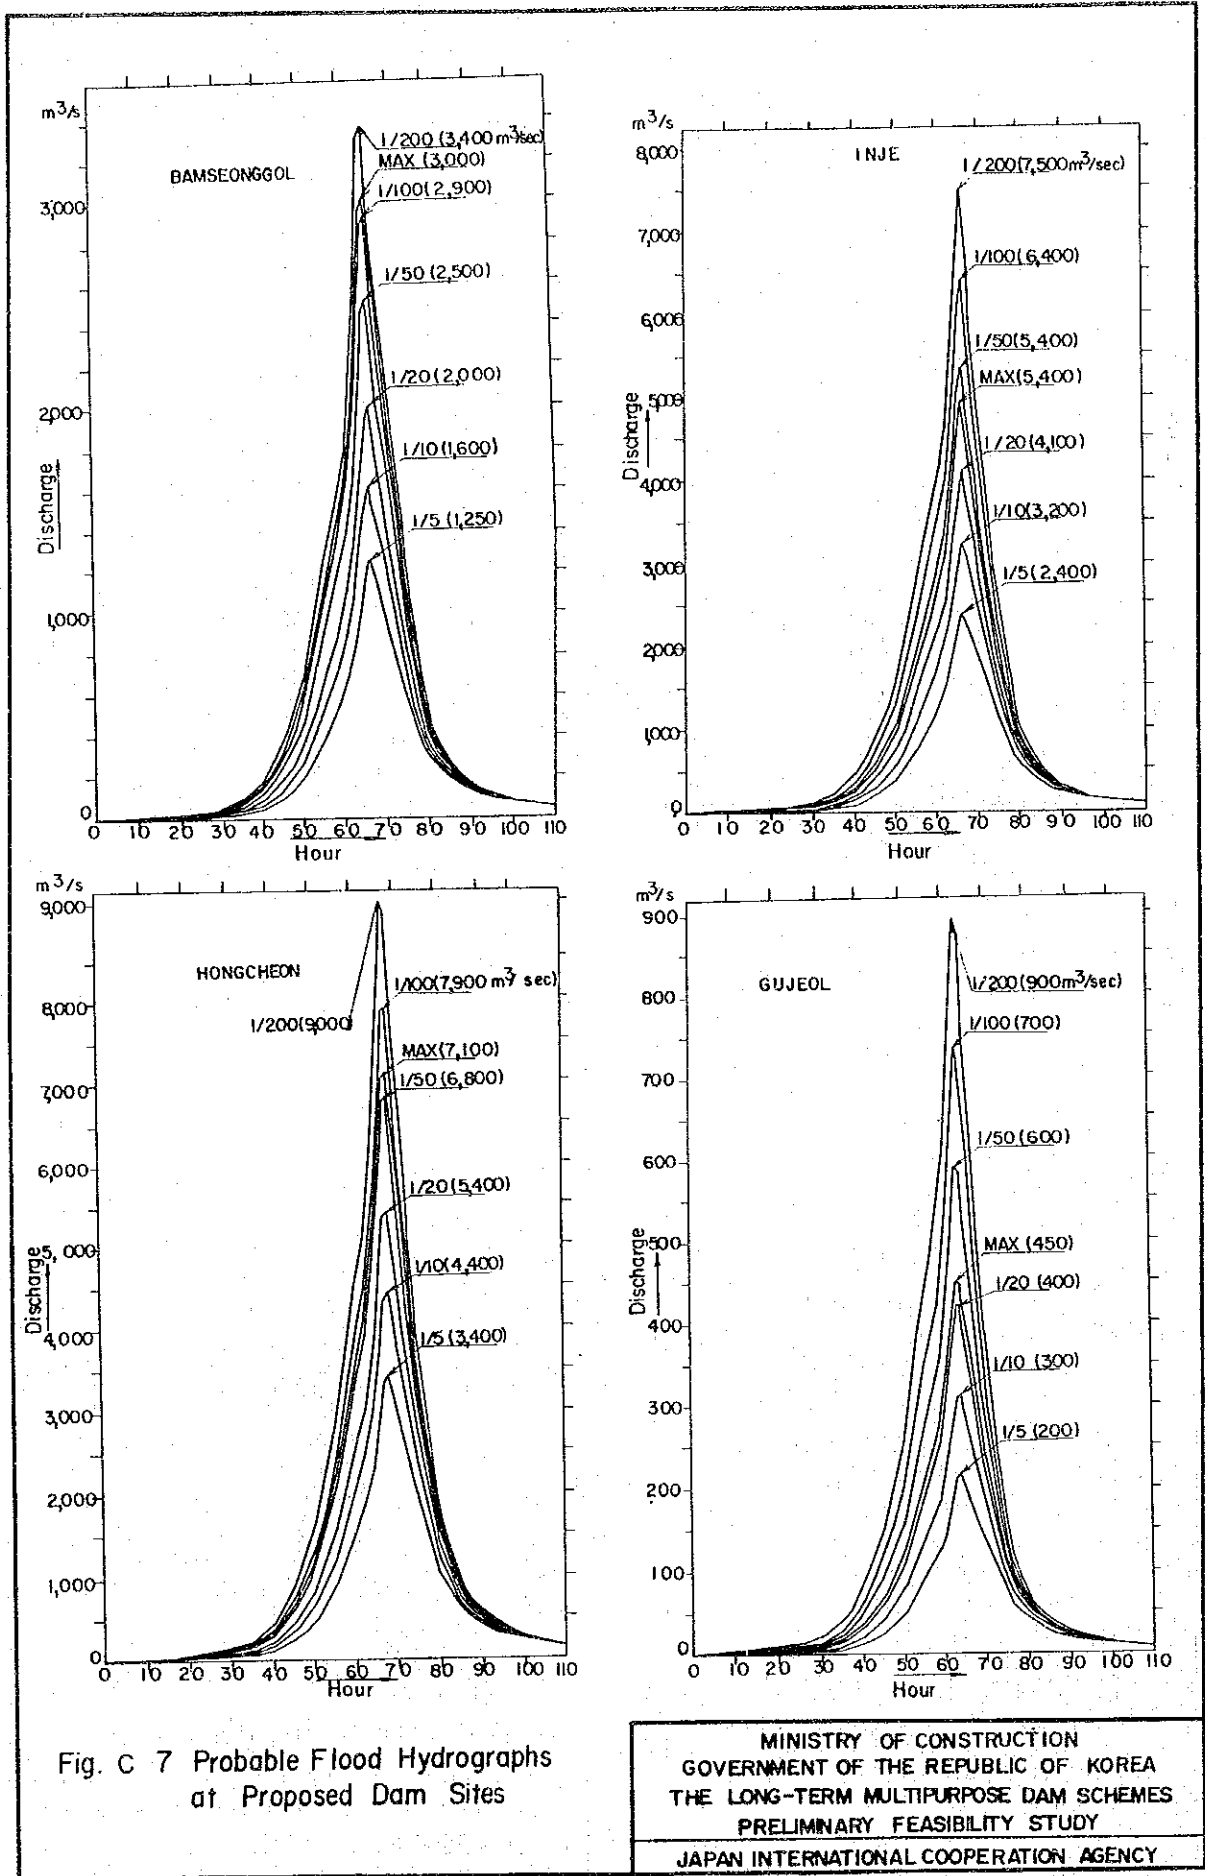 m³/s
BAMSEONGGOL
1/200 (3,400 m³/sec)
MAX (3,000)
1/100 (2,900)
1/50 (2,500)
1/20 (2,000)
1/10 (1,600)
1/5 (1,250)
3,000
2,000
1,000
0
Discharge
0 10 20 30 40 50 60 70 80 90 100 110
Hour
m³/s
INJE
1/200 (7,500 m³/sec)
1/100 (6,400)
1/50 (5,400)
MAX (5,400)
1/20 (4,100)
1/10 (3,200)
1/5 (2,400)
8,000
7,000
6,000
5,000
4,000
3,000
2,000
1,000
0
Discharge
0 10 20 30 40 50 60 70 80 90 100 110
Hour
m³/s
HONGCHEON
1/100 (7,900 m³/sec)
1/200 (9,000)
MAX (7,100)
1/50 (6,800)
1/20 (5,400)
1/10 (4,400)
1/5 (3,400)
9,000
8,000
7,000
6,000
5,000
4,000
3,000
2,000
1,000
0
Discharge
0 10 20 30 40 50 60 70 80 90 100 110
Hour
m³/s
GUJEOL
1/200 (900 m³/sec)
1/100 (700)
1/50 (600)
MAX (450)
1/20 (400)
1/10 (300)
1/5 (200)
900
800
700
600
500
400
300
200
100
0
Discharge
0 10 20 30 40 50 60 70 80 90 100 110
Hour
Fig. C 7 Probable Flood Hydrographs
at Proposed Dam Sites
MINISTRY OF CONSTRUCTION
GOVERNMENT OF THE REPUBLIC OF KOREA
THE LONG-TERM MULTIPURPOSE DAM SCHEMES
PRELIMINARY FEASIBILITY STUDY
JAPAN INTERNATIONAL COOPERATION AGENCY